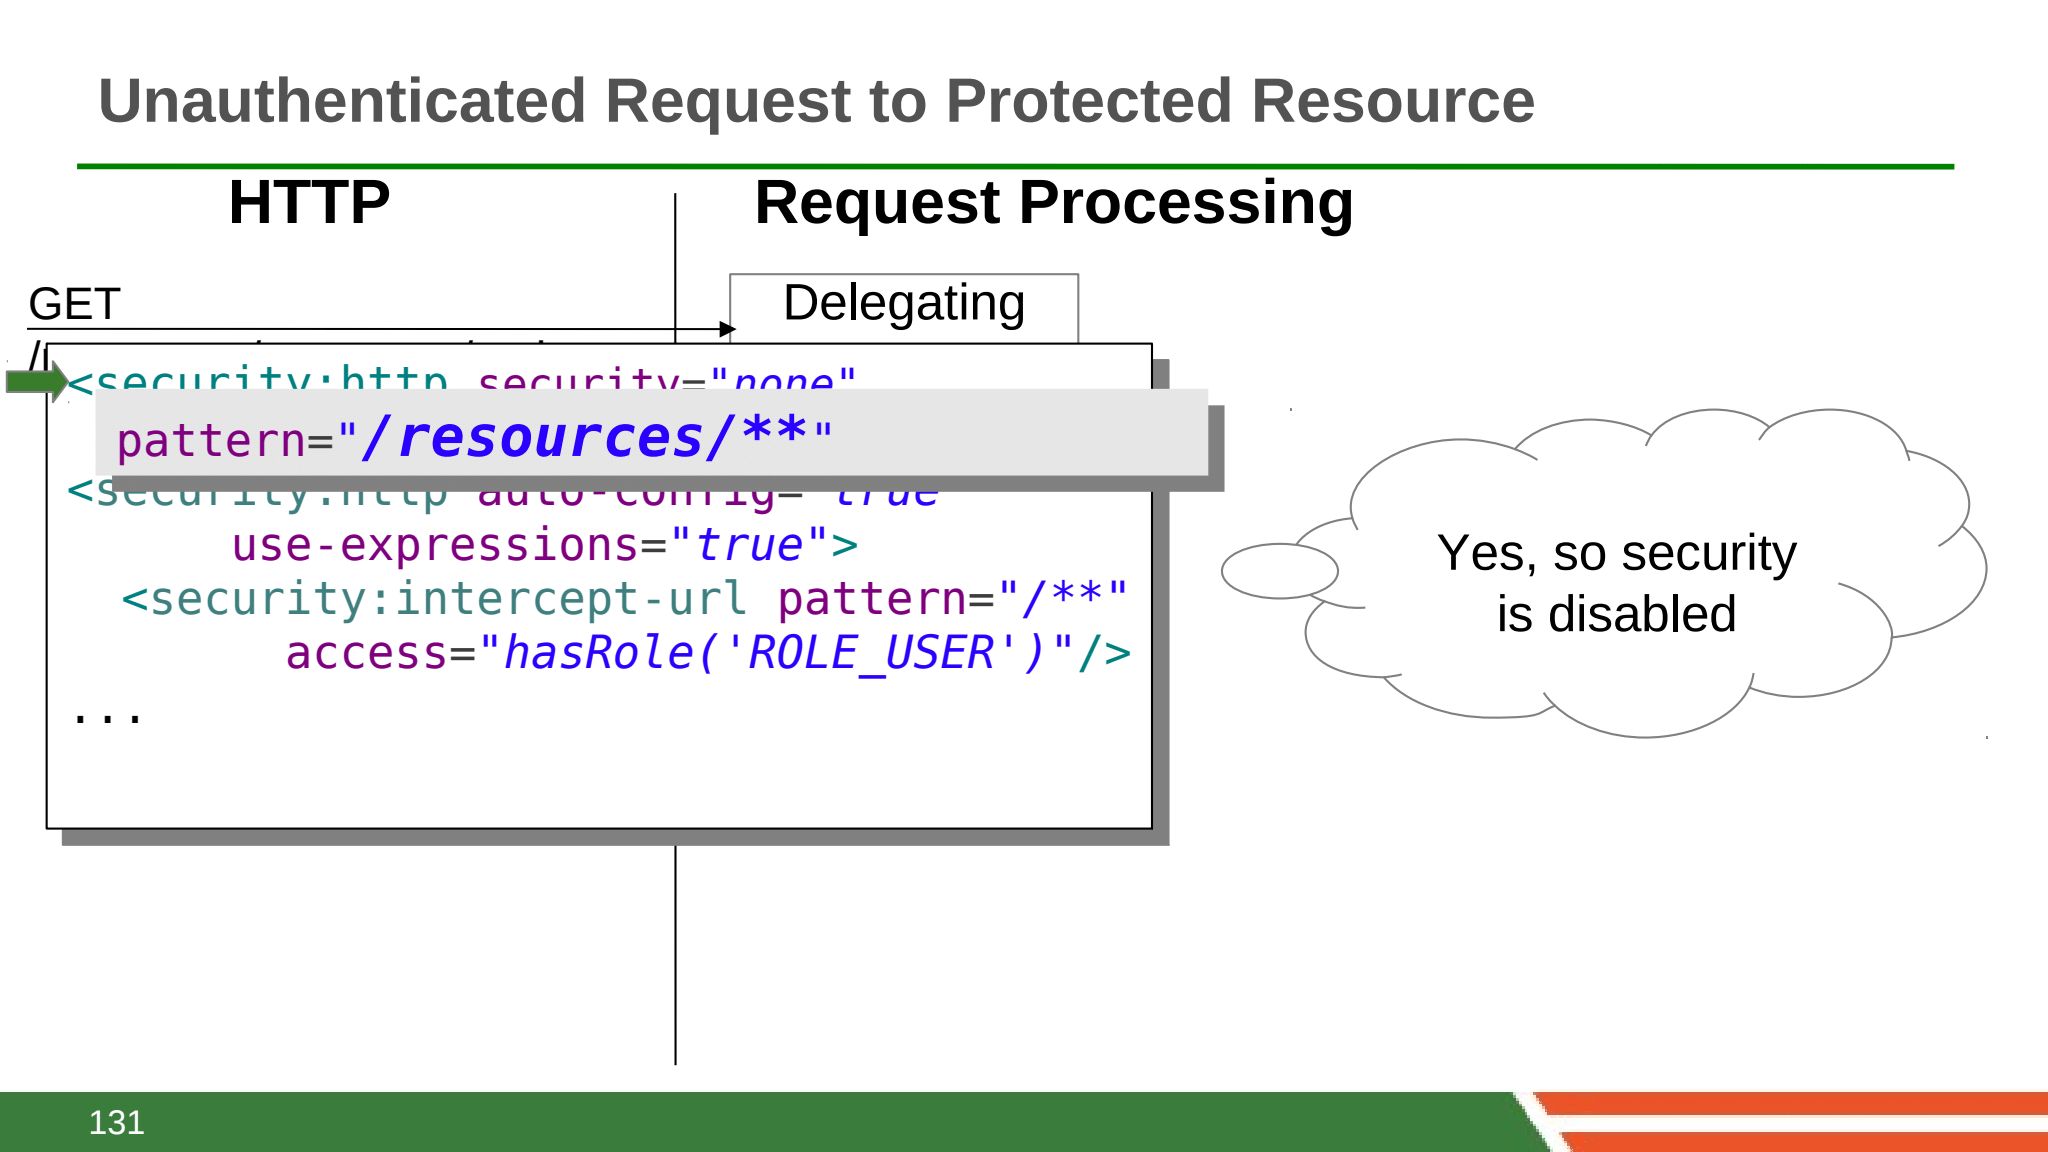 Unauthenticated Request to Protected Resource
HTTP
Request Processing
GET
Delegating
<security:http security="none"
pattern="/resources/**"
<security:http auto-config="true"
use-expressions="true">
<security:intercept-url pattern="/**"
access="hasRole('ROLE_USER')"/>
...
Yes, so security
is disabled
131